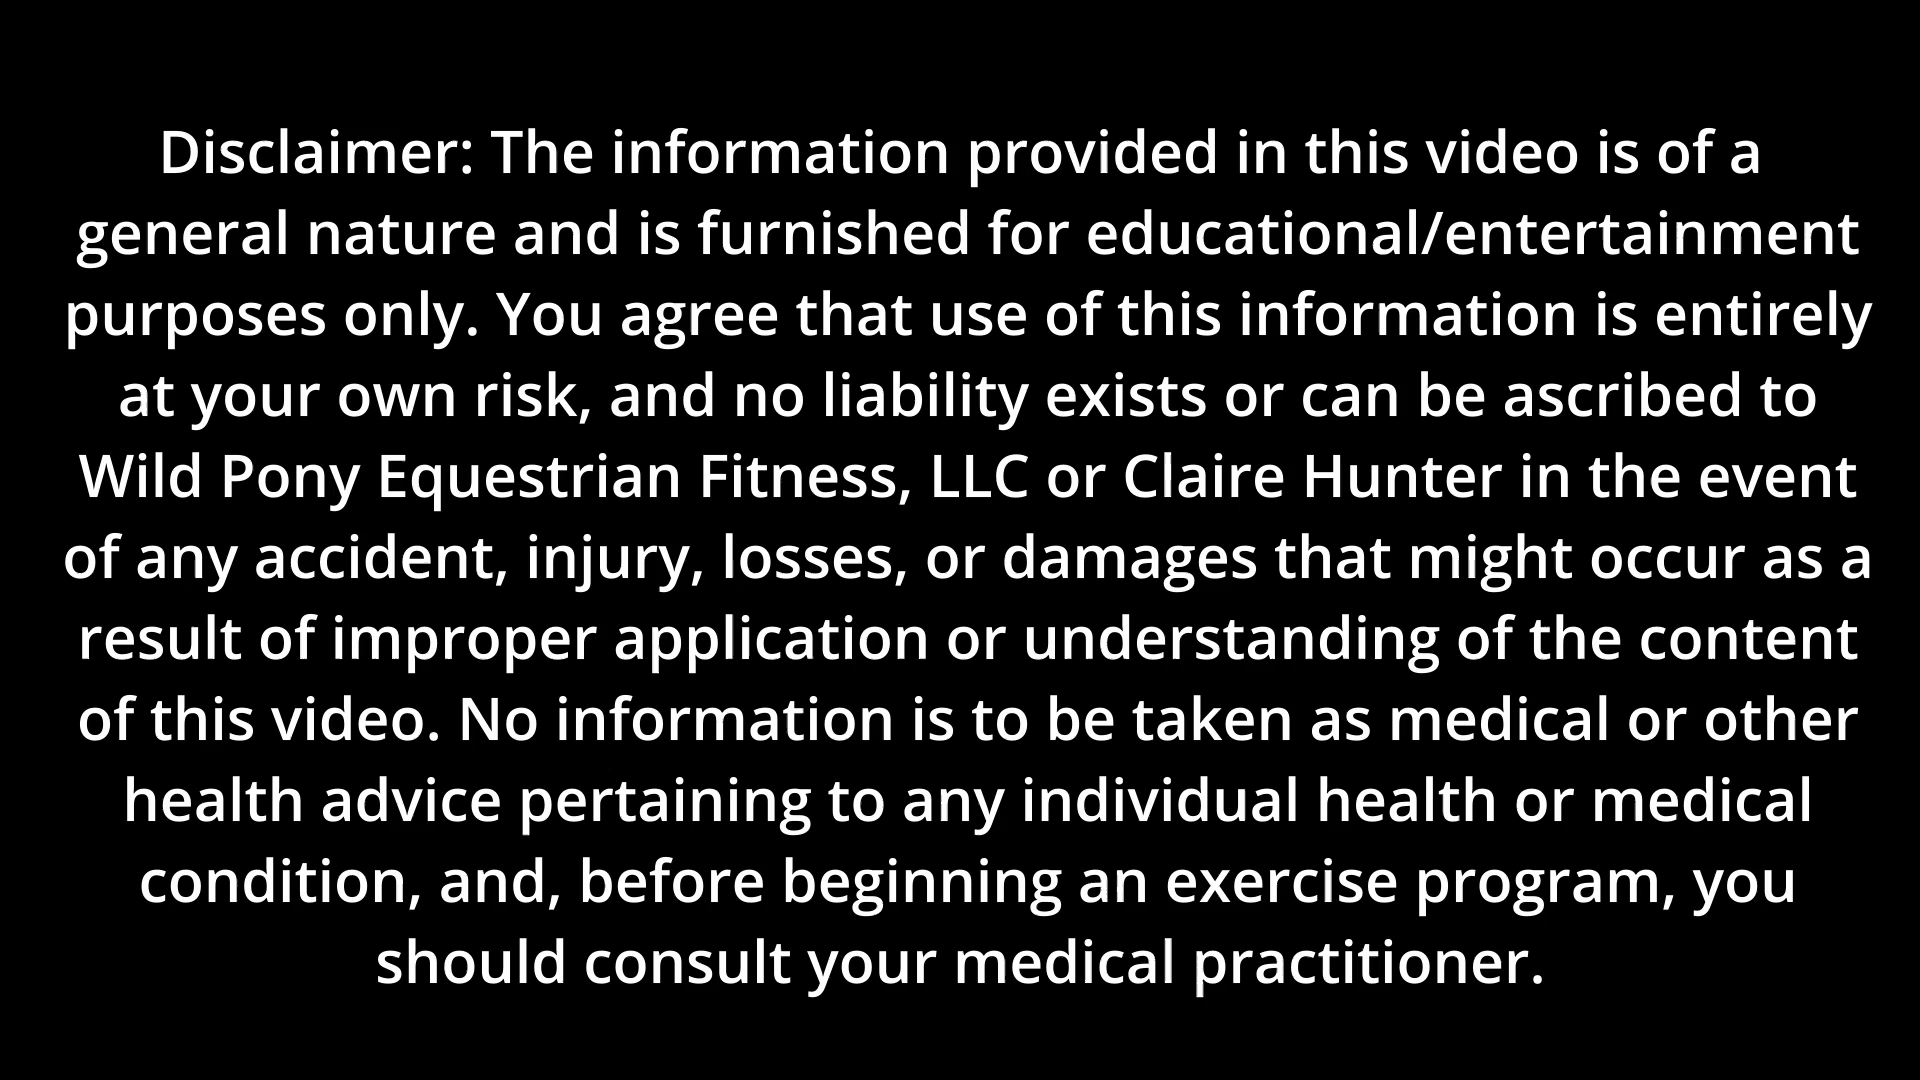 Disclaimer: The information provided in this video is of a
general nature and is furnished for educational/entertainment
purposes only. You agree that use of this information is entirely
at your own risk, and no liability exists or can be ascribed to
Wild Pony Equestrian Fitness, LLC or Claire Hunter in the event
of any accident, injury, losses, or damages that might occur as a
result of improper application or understanding of the content
of this video. No information is to be taken as medical or other
health advice pertaining to any individual health or medical
condition, and, before beginning an exercise program, you
should consult your medical practitioner.